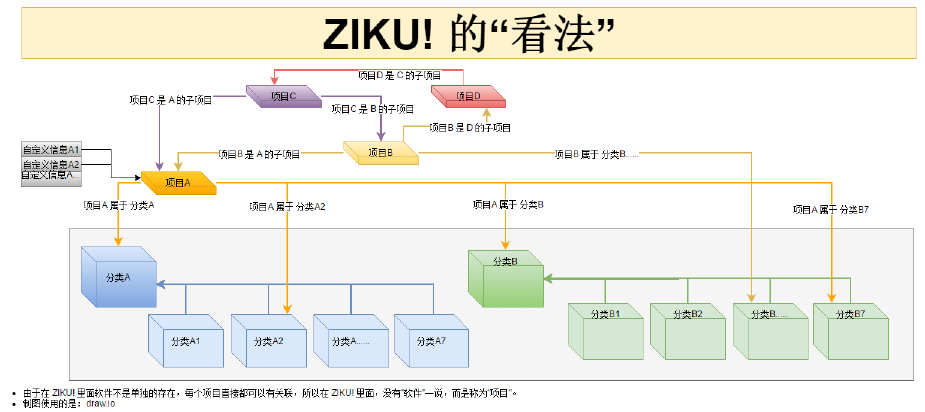 ZIKU! 的“看法”
项目D 是 C 的子项目
项目C
项目D
项目C 是 A 的子项目
项目C 是 B 的子项目
项目B 是 D 的子项目
自定义信息A1
项目B 是 A 的子项目
项目B
项目B 属于 分类B......
自定义信息A2
自定义信息A...
项目A
项目A 属于 分类A
项目A 属于 分类A2
项目A 属于 分类B
项目A 属于 分类B7
分类A
分类B
分类A1
分类A2
分类A......
分类A7
分类B1
分类B2
分类B......
分类B7
由于在 ZIKU! 里面软件不是单独的存在，每个项目直接都可以有关联，所以在 ZIKU! 里面，没有“软件”一说，而是称为“项目”。
制图使用的是：draw.io